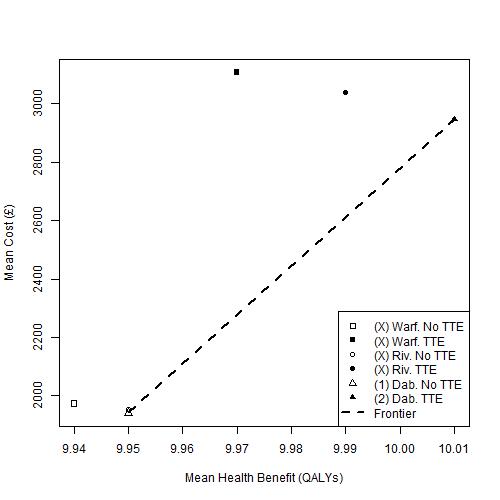 3000
2800
2600
2400
2200
2000
Mean Cost (£)
(X) Warf. No TTE
(X) Warf. TTE
(X) Riv. No TTE
(X) Riv. TTE
(1) Dab. No TTE
(2) Dab. TTE
Frontier
9.94 9.95 9.96 9.97 9.98 9.99 10.00 10.01
Mean Health Benefit (QALYs)